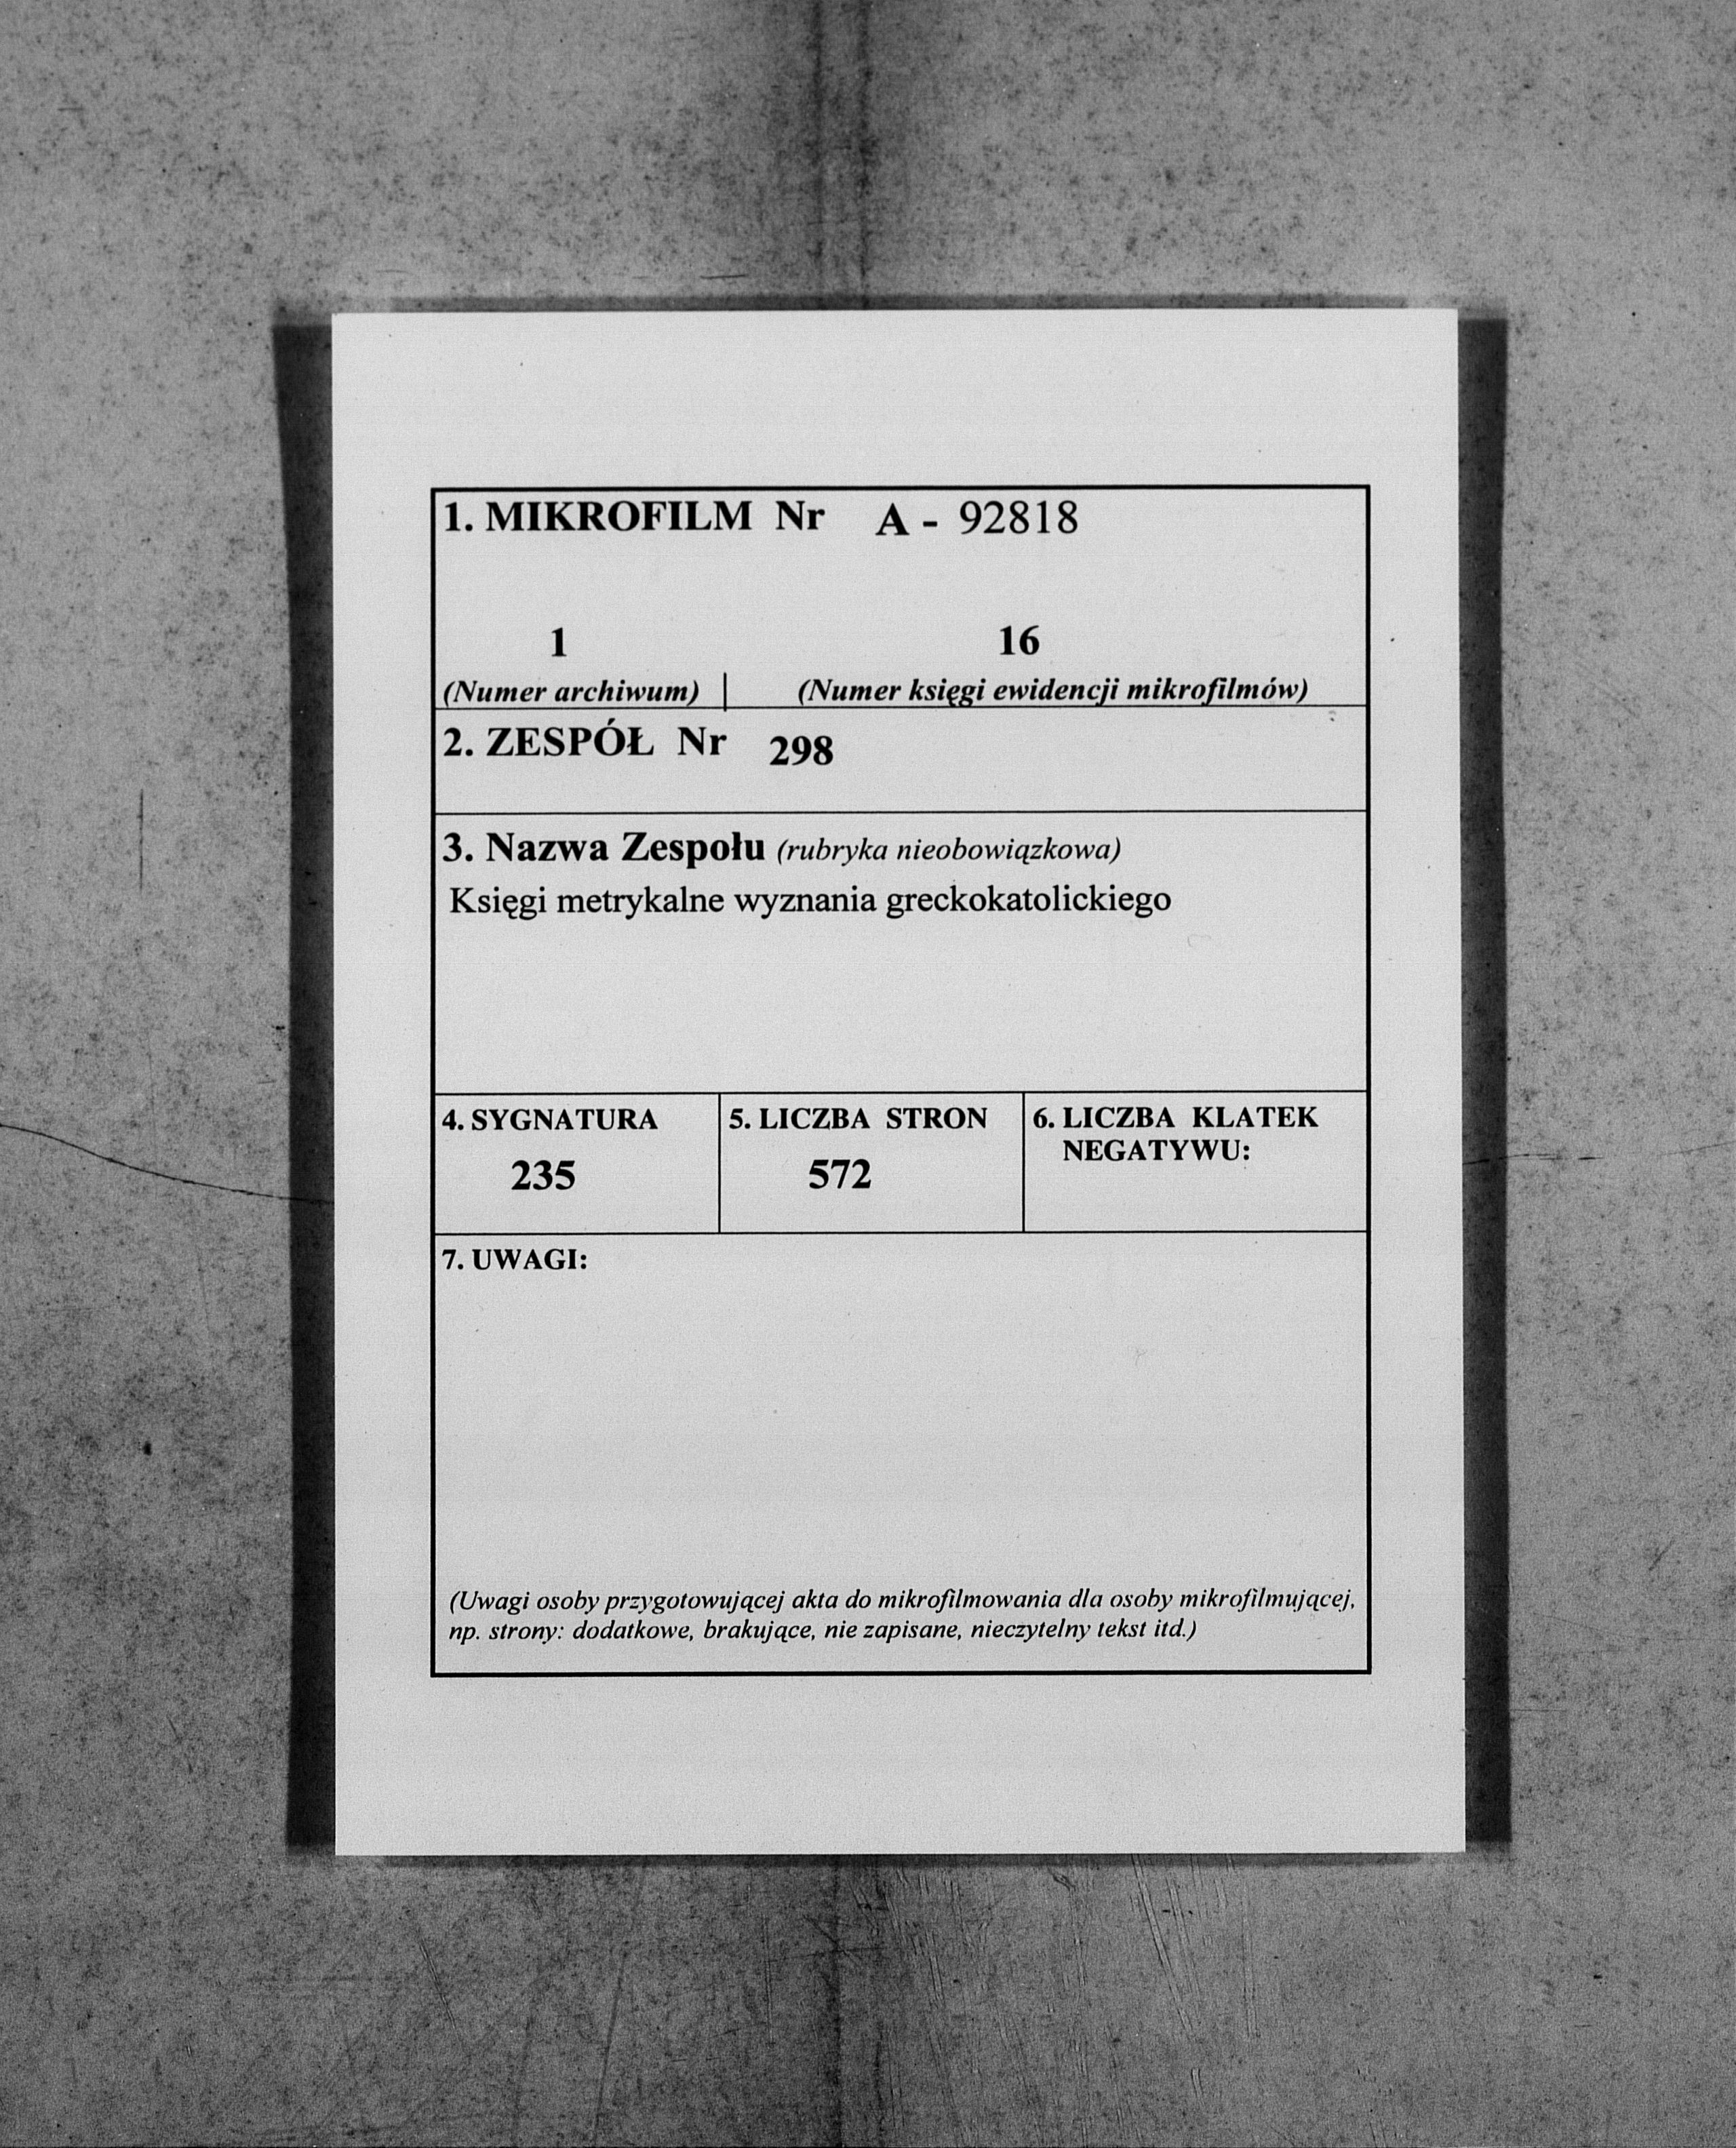 1. MIKROFILM Nr A - 92818
1 16
(Numer archiwum) | (Numer księgi ewidencji mikrofilmów)
2. ZESPÓŁ Nr 298
3. Nazwa Zespołu (rubryka nieobowiązkowa)
Księgi metrykalne wyznania greckokatolickiego
4. SYGNATURA
235
5. LICZBA STRON
572
6. LICZBA KLATEK
NEGATYWU:
7. UWAGI:
(Uwagi osoby przygotowującej akta do mikrofilmowania dla osoby mikrofilmującej,
np. strony: dodatkowe, brakujące, nie zapisane, nieczytelny tekst itd.)